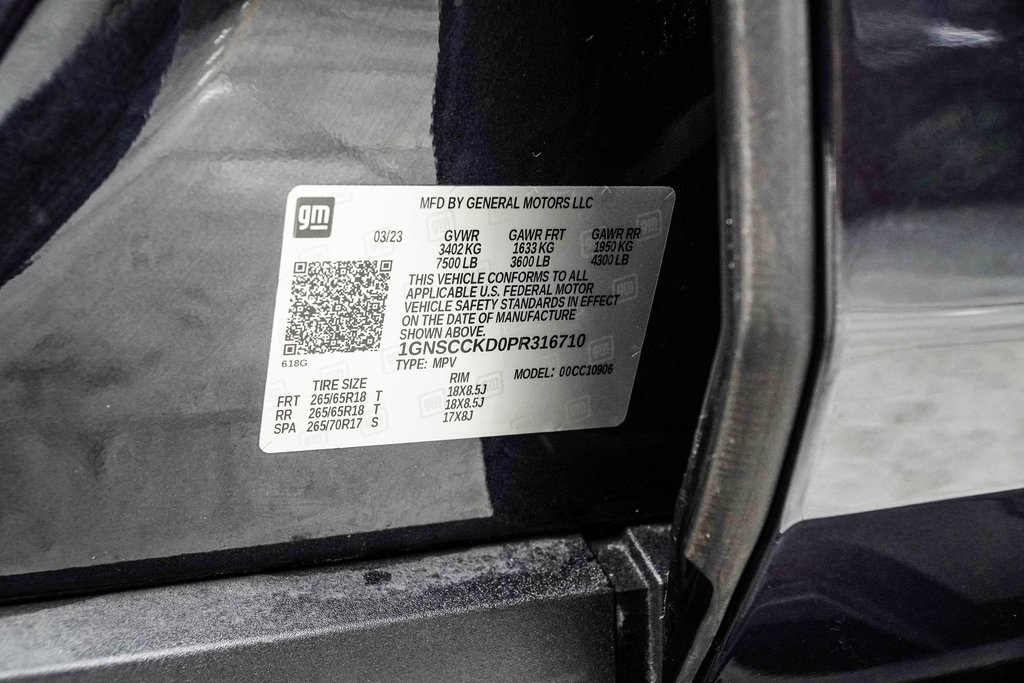 gm
MFD BY GENERAL MOTORS LLC
03/23 GVWR GAWR FRT GAWR RR
3402 KG 1633 KG 1950 KG
7500 LB 3600 LB 4300 LB
THIS VEHICLE CONFORMS TO ALL
APPLICABLE U.S. FEDERAL MOTOR
VEHICLE SAFETY STANDARDS IN EFFECT
ON THE DATE OF MANUFACTURE
SHOWN ABOVE.
1GNSCCKD0PR316710
618G
TYPE: MPV MODEL: 00CC10906
TIRE SIZE RIM
FRT 265/65R18 T 18X8.5J
RR 265/65R18 T 18X8.5J
SPA 265/70R17 S 17X8J